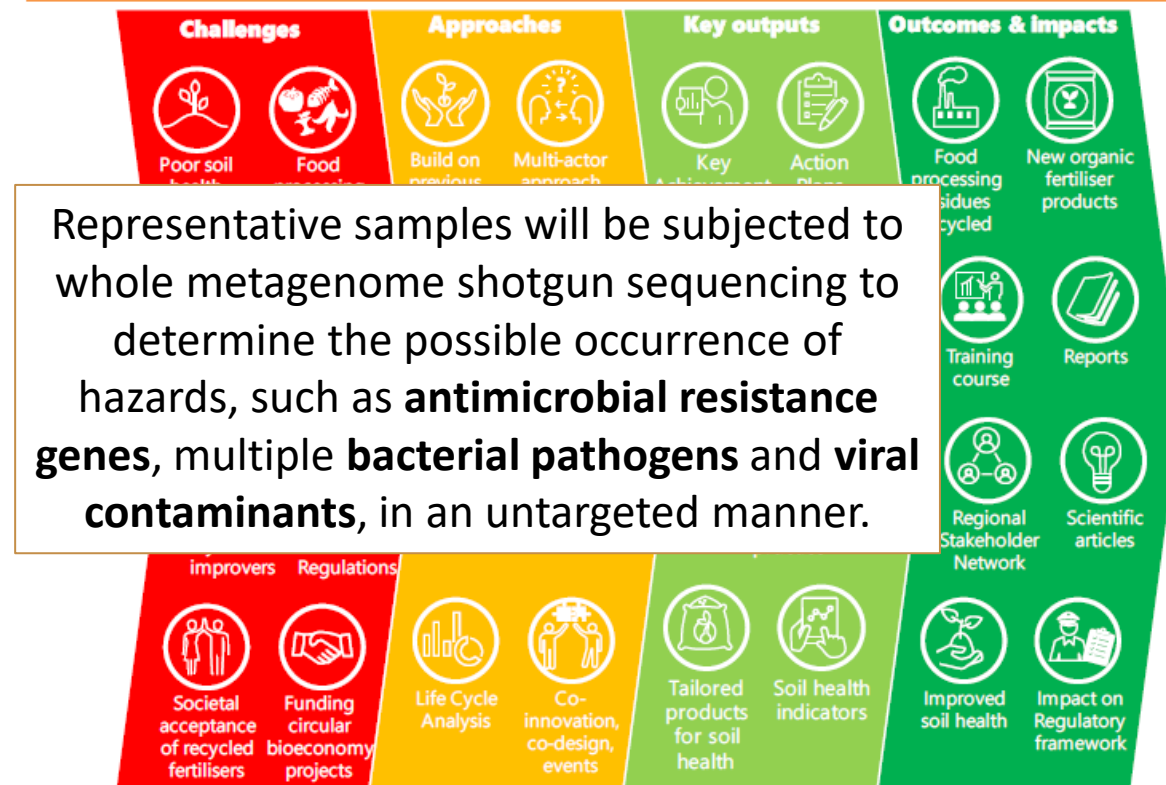 Challenges
Approaches
Key outputs
Outcomes & impacts
Poor soil
Food
Build on
Multi-actor
approach
Key
Action
Food
processing
New organic
fertiliser
products
Representative samples will be subjected to
whole metagenome shotgun sequencing to
determine the possible occurrence of
hazards, such as antimicrobial resistance
genes, multiple bacterial pathogens and viral
contaminants, in an untargeted manner.
Training
course
Reports
Regional
Stakeholder
Network
Scientific
articles
improvers
Regulations
Societal
acceptance
of recycled
fertilisers
Funding
circular
bioeconomy
projects
Life Cycle
Analysis
Co-
innovation,
co-design,
events
Tailored
products
for soil
health
Soil health
indicators
Improved
soil health
Impact on
Regulatory
framework